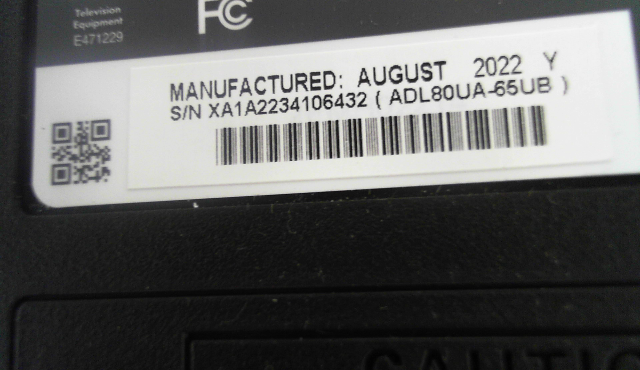 Television
Equipment
E471229
FC
MANUFACTURED: AUGUST 2022 Y
S/N XA1A2234106432 ( ADL80UA-65UB )